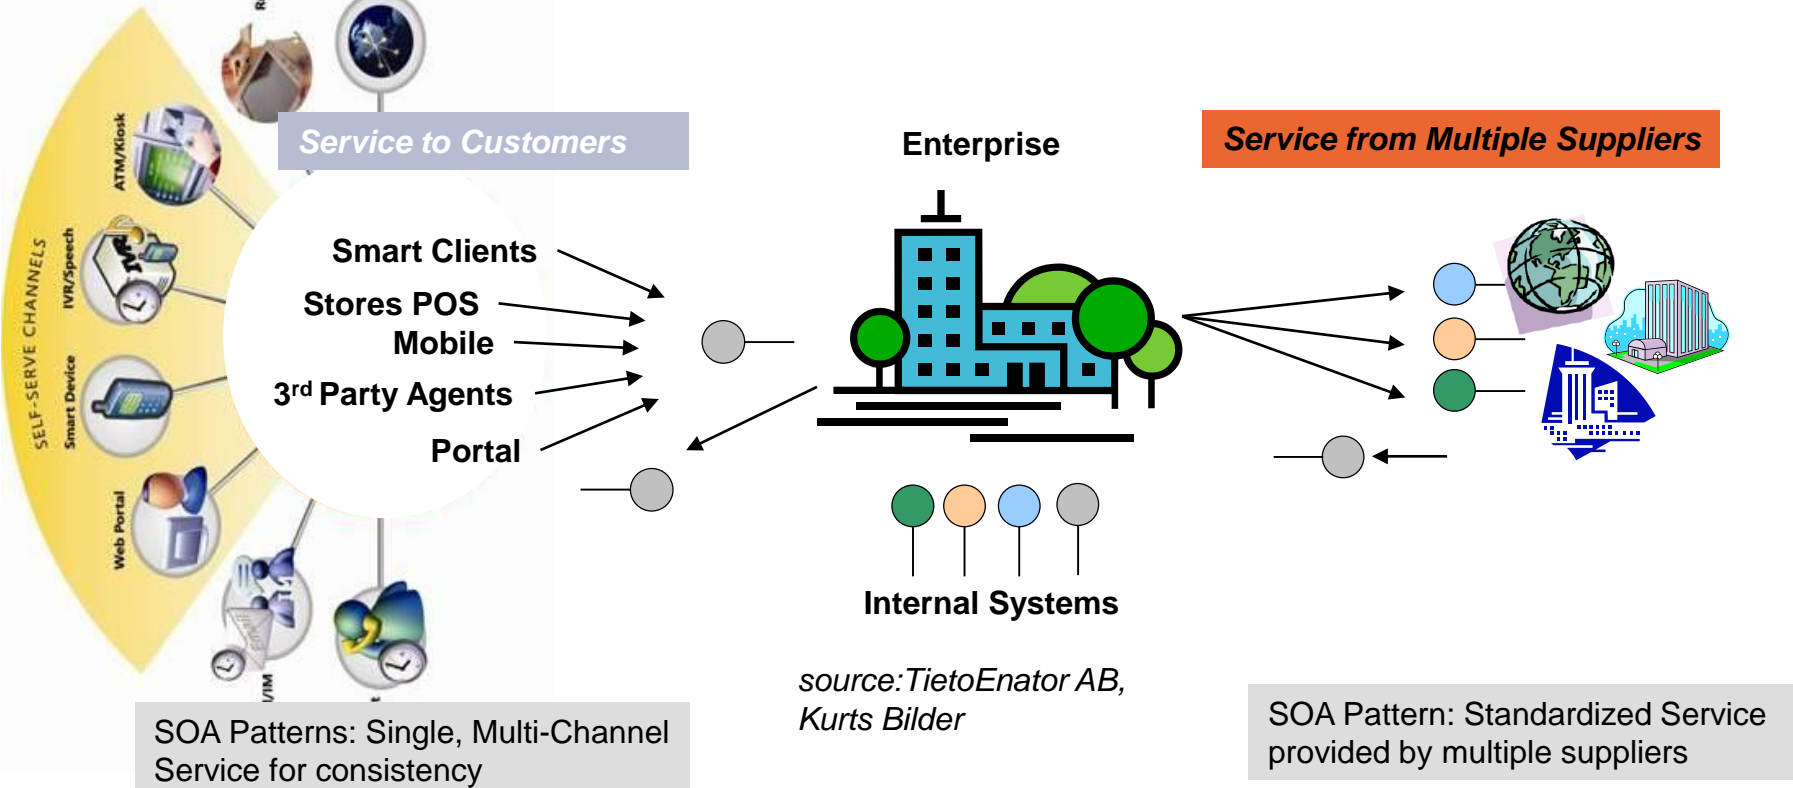 Service to Customers
Enterprise
Service from Multiple Suppliers
SELF-SERVE CHANNELS
ATM/Kiosk
IVR/Speech
IVR
Smart Device
Web Portal
Smart Clients
Stores POS
Mobile
3rd Party Agents
Portal
Internal Systems
source:TietoEnator AB,
Kurts Bilder
/IM
SOA Patterns: Single, Multi-Channel
Service for consistency
SOA Pattern: Standardized Service
provided by multiple suppliers